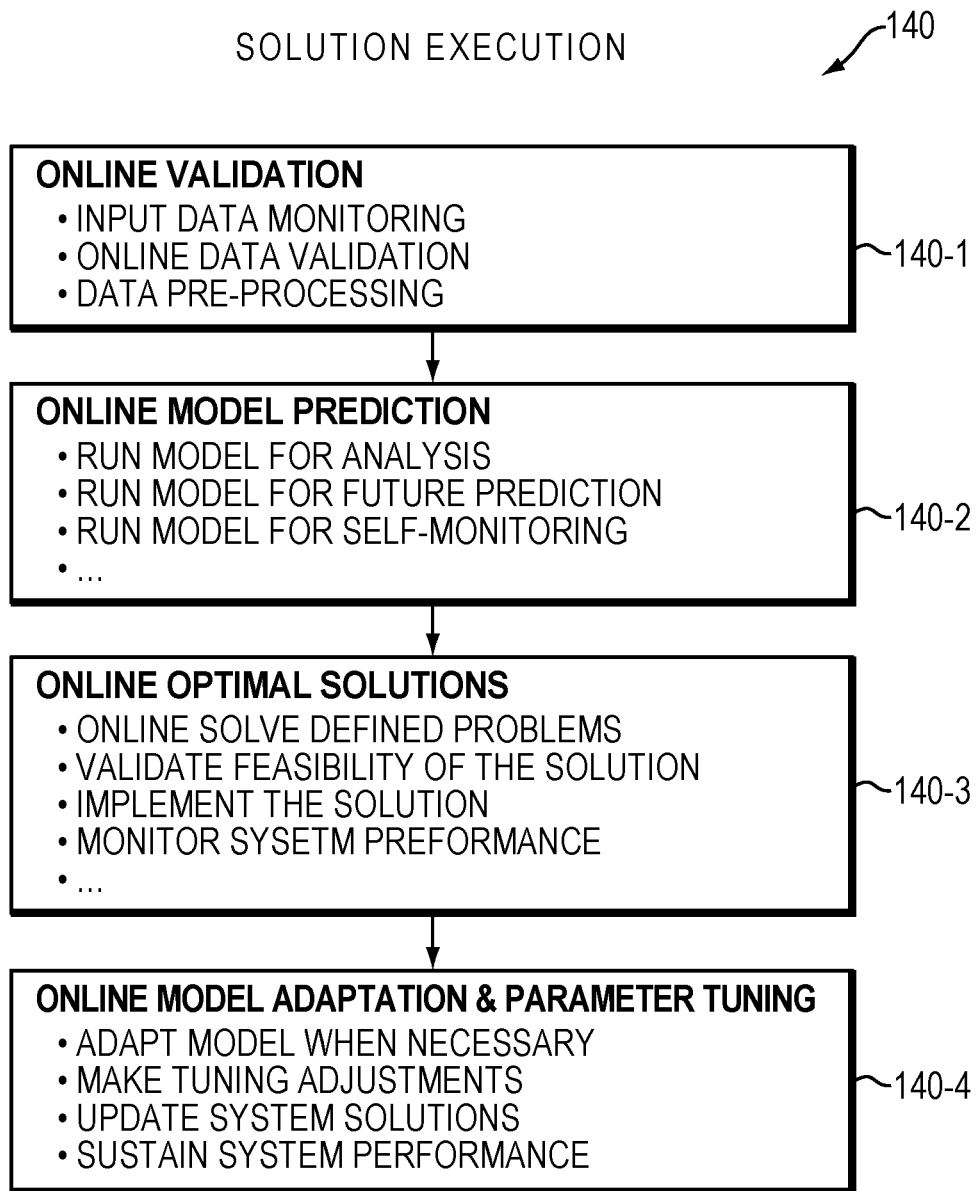 SOLUTION EXECUTION
140
ONLINE VALIDATION
• INPUT DATA MONITORING
• ONLINE DATA VALIDATION
• DATA PRE-PROCESSING
140-1
ONLINE MODEL PREDICTION
• RUN MODEL FOR ANALYSIS
• RUN MODEL FOR FUTURE PREDICTION
• RUN MODEL FOR SELF-MONITORING
• ...
140-2
ONLINE OPTIMAL SOLUTIONS
• ONLINE SOLVE DEFINED PROBLEMS
• VALIDATE FEASIBILITY OF THE SOLUTION
• IMPLEMENT THE SOLUTION
• MONITOR SYSETM PREFORMANCE
• ...
140-3
ONLINE MODEL ADAPTATION & PARAMETER TUNING
• ADAPT MODEL WHEN NECESSARY
• MAKE TUNING ADJUSTMENTS
• UPDATE SYSTEM SOLUTIONS
• SUSTAIN SYSTEM PERFORMANCE
140-4